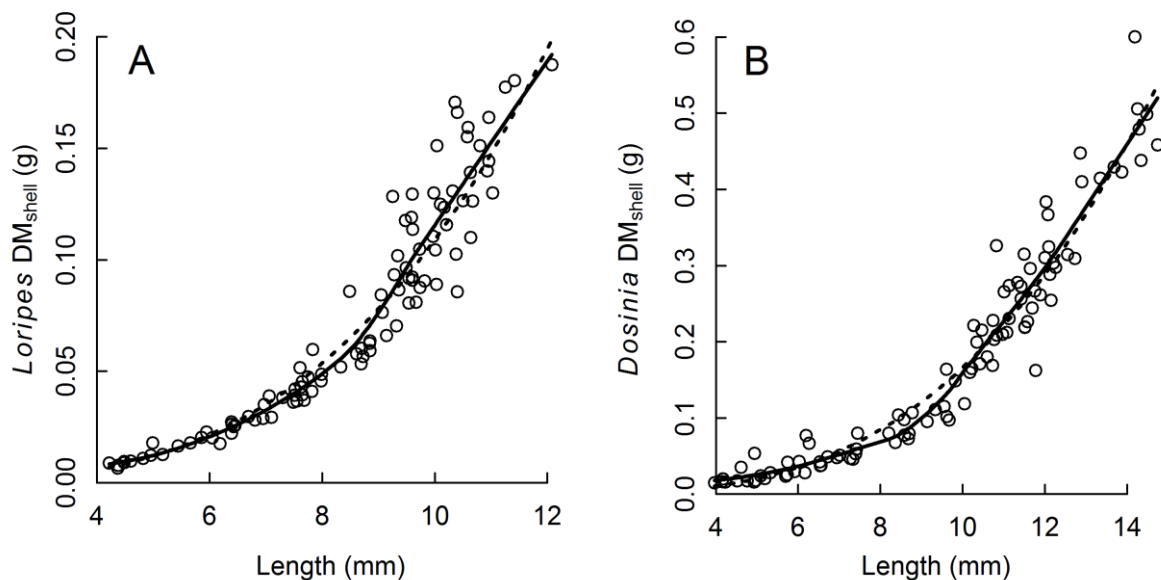 A
Loripes DMshell (g)
0.00 0.05 0.10 0.15 0.20
4 6 8 10 12
Length (mm)
B
Dosinia DMshell (g)
0.0 0.1 0.2 0.3 0.4 0.5 0.6
4 6 8 10 12 14
Length (mm)